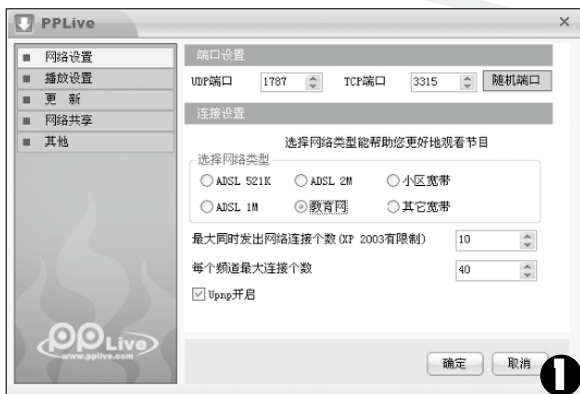 PPLive
网络设置
播放设置
更 新
网络共享
其他
PPLive
www.pplive.com
端口设置
UDP端口 1787 TCP端口 3315 随机端口
连接设置
选择网络类型能帮助您更好地观看节目
选择网络类型
ADSL 521K ADSL 2M 小区宽带
ADSL 1M 教育网 其它宽带
最大同时发出网络连接个数(XP 2003有限制) 10
每个频道最大连接个数 40
Upnp开启
确定 取消
1